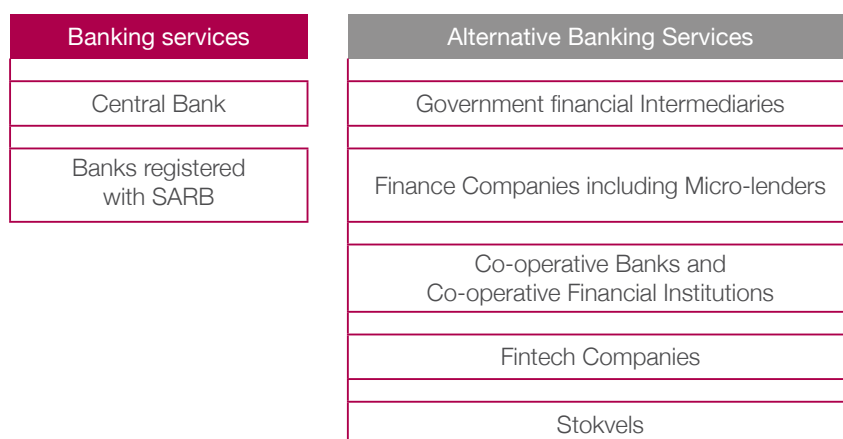 Banking services
Central Bank
Banks registered
with SARB
Alternative Banking Services
Government financial Intermediaries
Finance Companies including Micro-lenders
Co-operative Banks and
Co-operative Financial Institutions
Fintech Companies
Stokvels